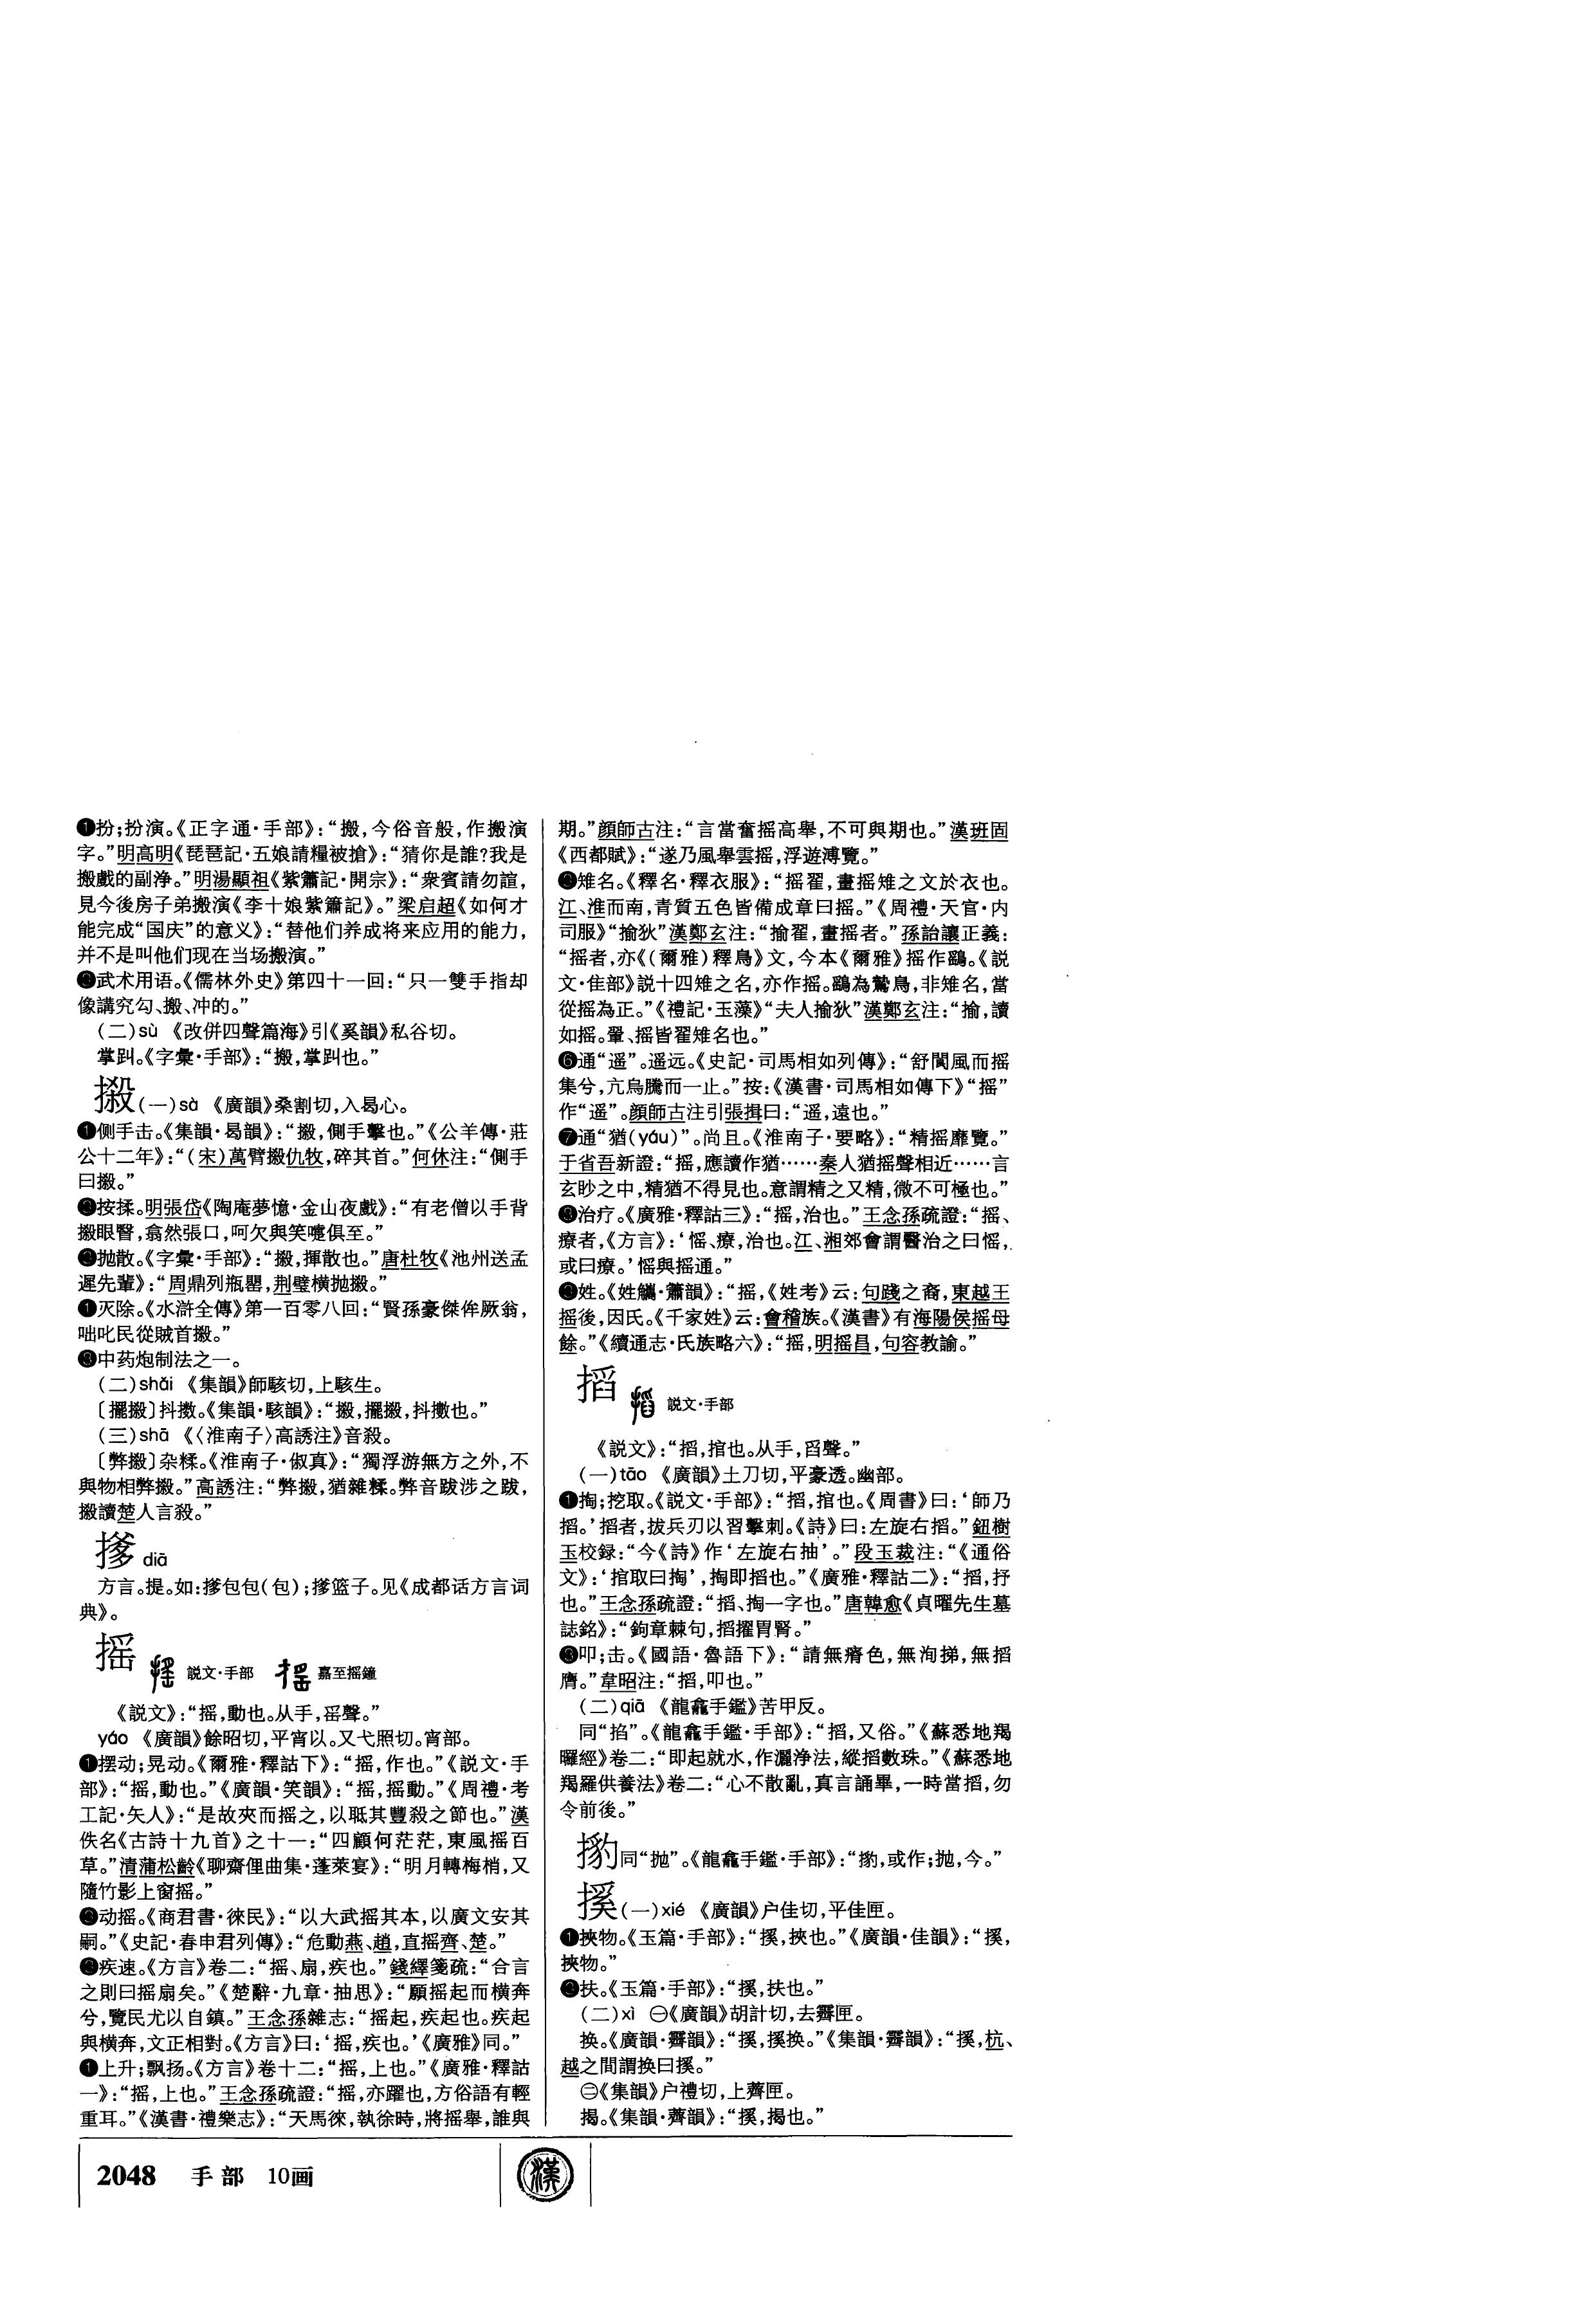 ❶扮;扮演。《正字通·手部》:“搬,今俗音般,作搬演
字。”明高明《琵琶記·五娘請糧被搶》:“猜你是誰?我是
搬戲的副净。”明湯顯祖《紫簫記·開宗》:“衆賓請勿諠,
見今後房子弟搬演《李十娘紫簫記》。”梁启超《如何才
能完成“国庆”的意义》:“替他们养成将来应用的能力,
并不是叫他们现在当场搬演。”
武术用语。《儒林外史》第四十一回:“只一雙手指却
像講究勾、搬、冲的。”
(二)sù 《改併四聲篇海》引《奚韻》私谷切。
掌㓤。《字彙·手部》:“搬,掌㓤也。”
摋(一)sà 《廣韻》桑割切,入曷心。
❶侧手击。《集韻·曷韻》:“摋,側手擊也。”《公羊傳·莊
公十二年》:“(宋)萬臂摋仇牧,碎其首。”何休注:“側手
曰摋。”
❷按揉。明張岱《陶庵夢憶·金山夜戲》:“有老僧以手背
摋眼瞖,翕然張口,呵欠與笑嚏俱至。”
❸抛散。《字彙·手部》:“摋,揮散也。”唐杜牧《池州送孟
遲先輩》:“周鼎列瓶罌,荆璧横抛摋。”
灭除。《水滸全傳》第一百零八回:“賢孫豪傑侔厥翁,
咄叱民從賊首摋。”
中药炮制法之一。
(二)shǎi 《集韻》師駭切,上駭生。
〔擺摋〕抖擞。《集韻·駭韻》:“摋,擺摋,抖擻也。”
(三)shā 《〈淮南子〉高誘注》音殺。
〔弊摋〕杂糅。《淮南子·俶真》:“獨浮游無方之外,不
與物相弊摋。”高誘注:“弊摋,猶雜糅。弊音跋涉之跋,
摋讀楚人言殺。”
diā
方言。提。如:包包(包);篮子。见《成都话方言词
典》。
摇 説文·手部 嘉至摇鐘
《説文》:“摇,動也。从手,䍃聲。”
yáo 《廣韻》餘昭切,平宵以。又弋照切。宵部。
❶摆动;晃动。《爾雅·釋詁下》:“摇,作也。”《説文·手
部》:“摇,動也。”《廣韻·笑韻》:“摇,摇動。”《周禮·考
工記·矢人》:“是故夾而摇之,以眡其豐殺之節也。”漢
佚名《古詩十九首》之十一:“四顧何茫茫,東風摇百
草。”清蒲松齡《聊齋俚曲集·蓬萊宴》:“明月轉梅梢,又
隨竹影上窗摇。”
❷动摇。《商君書·徠民》:“以大武摇其本,以廣文安其
嗣。”《史記·春申君列傳》:“危動燕、趙,直摇齊、楚。”
❸疾速。《方言》卷二:“摇、扇,疾也。”錢繹箋疏:“合言
之則曰摇扇矣。”《楚辭·九章·抽思》:“願摇起而横奔
兮,覽民尤以自鎮。”王念孫雜志:“摇起,疾起也。疾起
與横奔,文正相對。《方言》曰:‘摇,疾也。’《廣雅》同。”
上升;飘扬。《方言》卷十二:“摇,上也。”《廣雅·釋詁
一》:“摇,上也。”王念孫疏證:“摇,亦躍也,方俗語有輕
重耳。”《漢書·禮樂志》:“天馬徠,執徐時,將摇舉,誰與
期。”顔師古注:“言當奮摇高舉,不可與期也。”漢班固
《西都賦》:“遂乃風舉雲摇,浮遊溥覽。”
雉名。《釋名·釋衣服》:“摇翟,畫摇雉之文於衣也。
江、淮而南,青質五色皆備成章曰摇。”《周禮·天官·内
司服》“揄狄”漢鄭玄注:“揄翟,畫摇者。”孫詒讓正義:
“摇者,亦《(爾雅)釋鳥》文,今本《爾雅》摇作鷂。《説
文·隹部》説十四雉之名,亦作摇。鷂為鷙鳥,非雉名,當
從摇為正。”《禮記·玉藻》“夫人揄狄”漢鄭玄注:“揄,讀
如摇。翬、摇皆翟雉名也。”
❻通“遥”。遥远。《史記·司馬相如列傳》:“舒閬風而摇
集兮,亢烏騰而一止。”按:《漢書·司馬相如傳下》“摇”
作“遥”。顔師古注引張揖曰:“遥,遠也。”
❼通“猶(yáu)”。尚且。《淮南子·要略》:“精摇靡覽。”
于省吾新證:“摇,應讀作猶……秦人猶摇聲相近……言
玄眇之中,精猶不得見也。意謂精之又精,微不可極也。”
治疗。《廣雅·釋詁三》:“摇,治也。”王念孫疏證:“摇、
療者,《方言》:‘愮、療,治也。江、湘郊會謂醫治之曰愮,
或曰療。’愮與摇通。”
姓。《姓觿·蕭韻》:“摇,《姓考》云:句踐之裔,東越王
摇後,因氏。《千家姓》云:會稽族。《漢書》有海陽侯摇母
餘。”《續通志·氏族略六》:“摇,明摇昌,句容教諭。”
搯 説文·手部
《説文》:“搯,捾也。从手,舀聲。”
(一)tāo 《廣韻》土刀切,平豪透。幽部。
❶掏;挖取。《説文·手部》:“搯,捾也。《周書》曰:‘師乃
搯。’搯者,拔兵刃以習擊刺。《詩》曰:左旋右搯。”鈕樹
玉校録:“今《詩》作‘左旋右抽’。”段玉裁注:“《通俗
文》:‘捾取曰掏’,掏即搯也。”《廣雅·釋詁二》:“搯,抒
也。”王念孫疏證:“搯、掏一字也。”唐韓愈《貞曜先生墓
誌銘》:“鉤章棘句,搯擢胃腎。”
❷叩;击。《國語·魯語下》:“請無瘠色,無洵涕,無搯
膺。”韋昭注:“搯,叩也。”
(二)qiā 《龍龕手鑑》苦甲反。
同“掐”。《龍龕手鑑·手部》:“搯,又俗。”《蘇悉地羯
囉經》卷二:“即起就水,作灑浄法,縱搯數珠。”《蘇悉地
羯羅供養法》卷二:“心不散亂,真言誦畢,一時當搯,勿
令前後。”
㨌同“抛”。《龍龕手鑑·手部》:“㨌,或作;抛,今。”
㨙(一)xié 《廣韻》户佳切,平佳匣。
❶挾物。《玉篇·手部》:“㨙,挾也。”《廣韻·佳韻》:“㨙,
挾物。”
❷扶。《玉篇·手部》:“㨙,扶也。”
(二)xì ㊀《廣韻》胡計切,去霽匣。
换。《廣韻·霽韻》:“㨙,㨙换。”《集韻·霽韻》:“㨙,杭、
越之間謂换曰㨙。”
㊁《集韻》户禮切,上薺匣。
揭。《集韻·薺韻》:“㨙,揭也。”
2048 手部 10画
漢